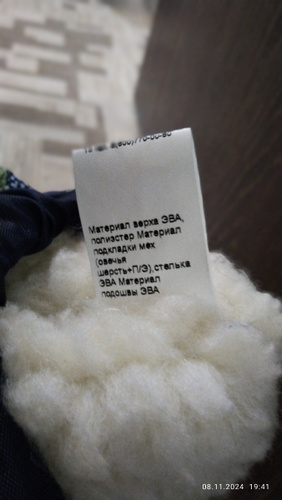 Материал верха ЭВА,
полиэстер Материал
подкладки мех
(овечья
шерсть+П/Э),стелька
ЭВА Материал
подошвы ЭВА
08.11.2024 19:41